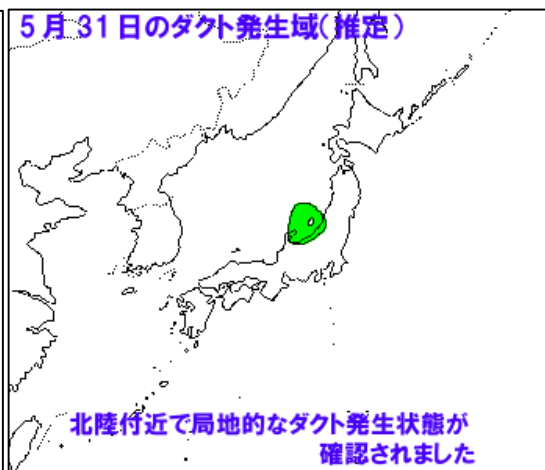 5月31日のダクト発生域(推定)
北陸付近で局地的なダクト発生状態が
確認されました